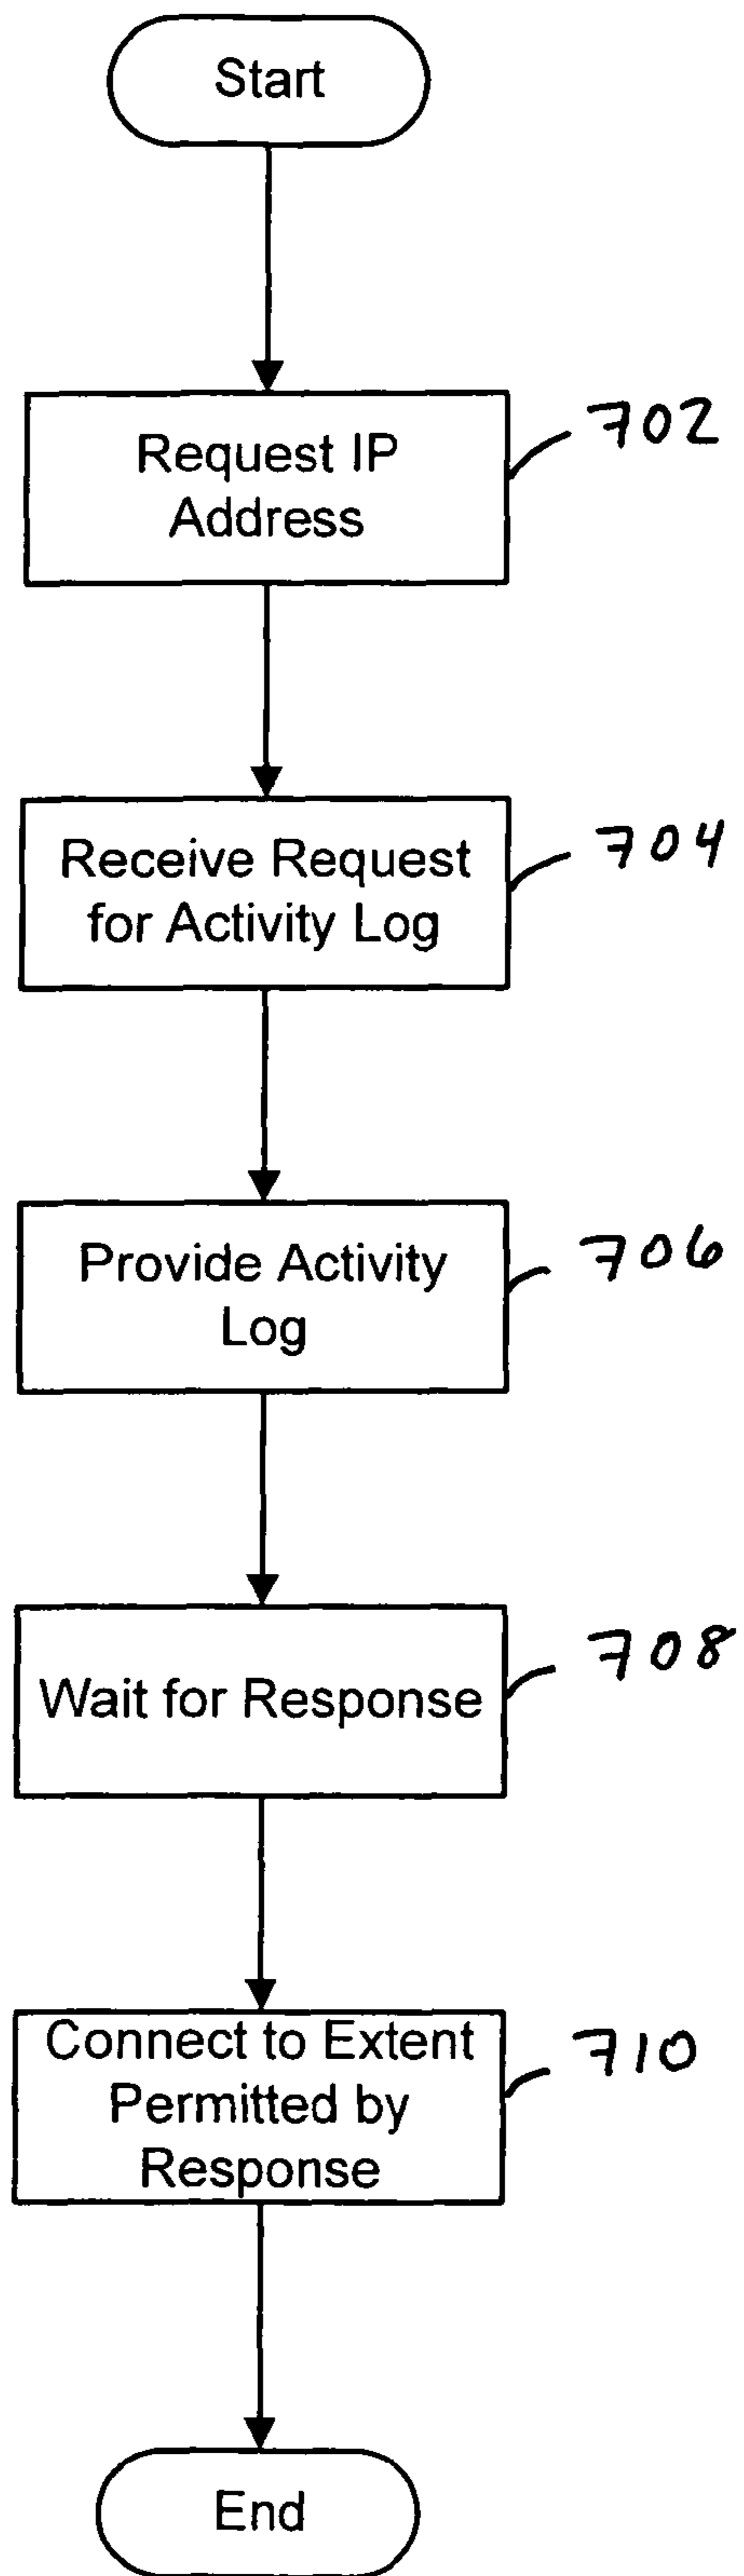 Start
Request IP
Address
702
Receive Request
for Activity Log
704
Provide Activity
Log
706
Wait for Response
708
Connect to Extent
Permitted by
Response
710
End